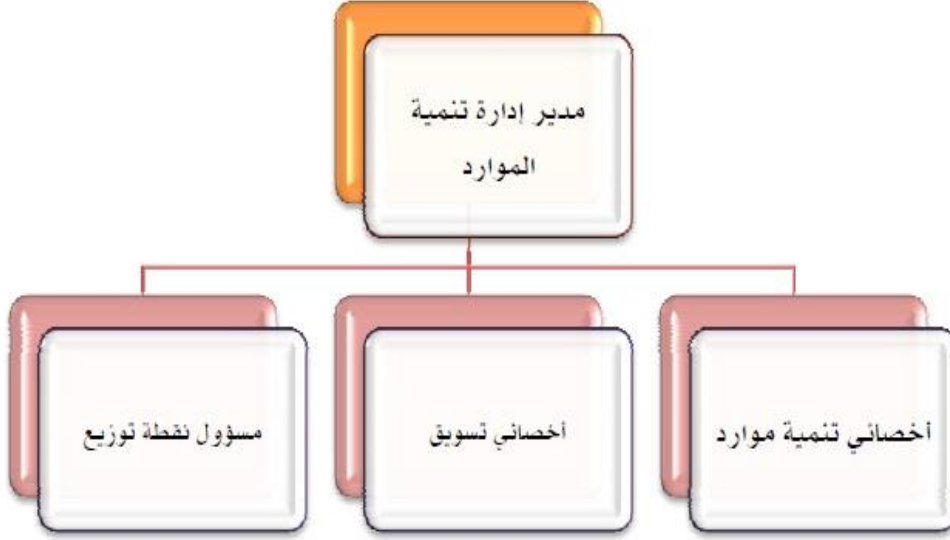 مدير إدارة تنمية
الموارد
أخصائي تنمية موارد
أخصائي تسويق
مسؤول نقطة توزيع